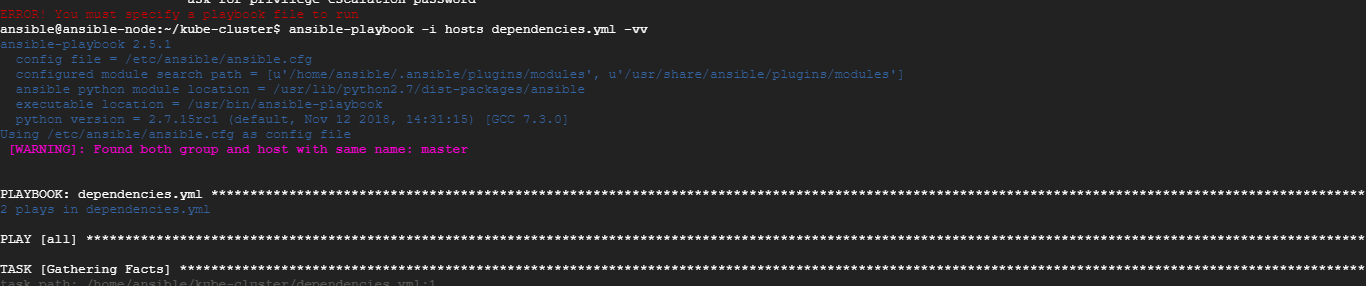 ask for privilege escalation password
ERROR! You must specify a playbook file to run
ansible@ansible-node:~/kube-cluster$ ansible-playbook -i hosts dependencies.yml -vv
ansible-playbook 2.5.1
config file = /etc/ansible/ansible.cfg
configured module search path = [u'/home/ansible/.ansible/plugins/modules', u'/usr/share/ansible/plugins/modules']
ansible python module location = /usr/lib/python2.7/dist-packages/ansible
executable location = /usr/bin/ansible-playbook
python version = 2.7.15rc1 (default, Nov 12 2018, 14:31:15) [GCC 7.3.0]
Using /etc/ansible/ansible.cfg as config file
[WARNING]: Found both group and host with same name: master
PLAYBOOK: dependencies.yml ****************************************************************************************************************************************************
2 plays in dependencies.yml
PLAY [all] ********************************************************************************************************************************************************************
TASK [Gathering Facts] ********************************************************************************************************************************************************
task path: /home/ansible/kube-cluster/dependencies.yml:1